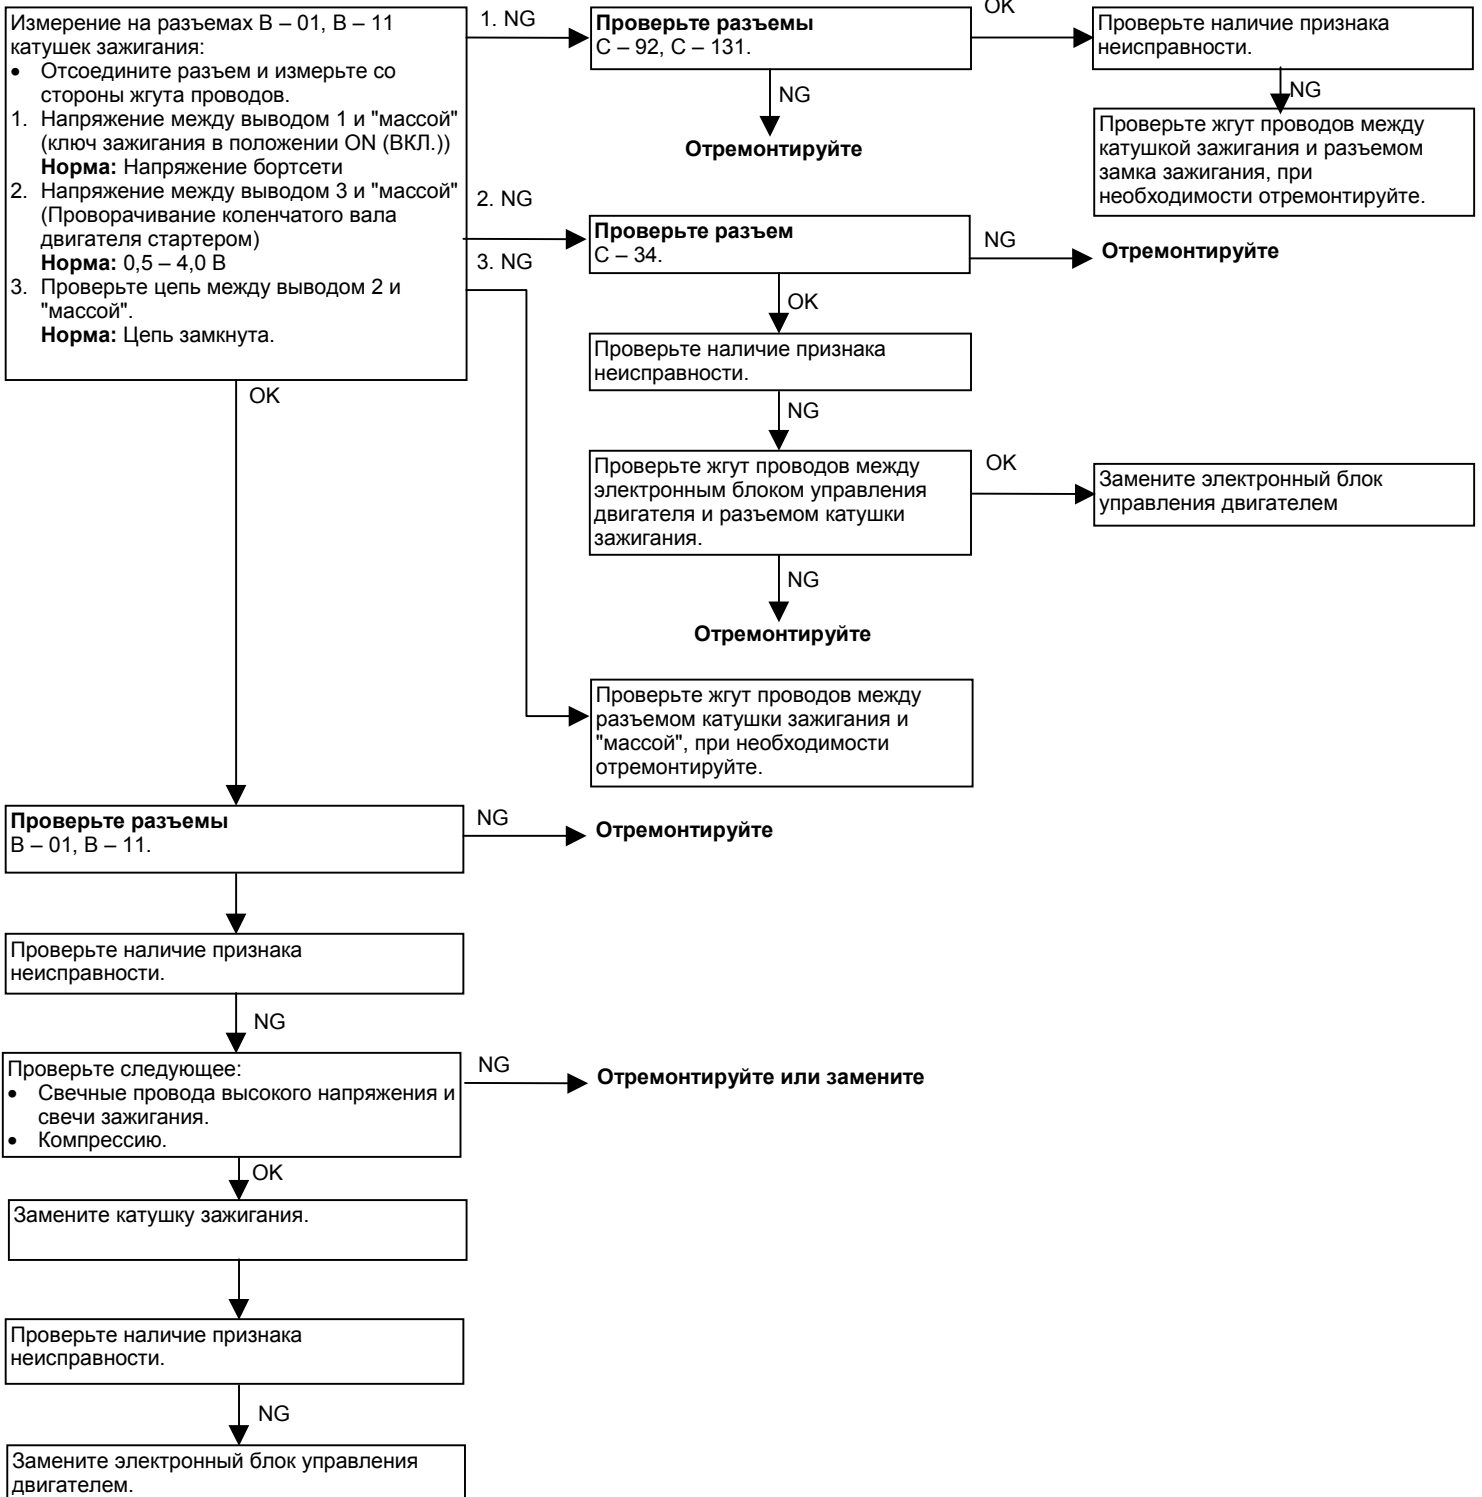 Измерение на разъемах В – 01, В – 11
катушек зажигания:
• Отсоедините разъем и измерьте со
стороны жгута проводов.
1. Напряжение между выводом 1 и "массой"
(ключ зажигания в положении ON (ВКЛ.))
Норма: Напряжение бортсети
2. Напряжение между выводом 3 и "массой"
(Проворачивание коленчатого вала
двигателя стартером)
Норма: 0,5 – 4,0 В
3. Проверьте цепь между выводом 2 и
"массой".
Норма: Цепь замкнута.
1. NG
Проверьте разъемы
С – 92, С – 131.
OK
Проверьте наличие признака
неисправности.
NG
Отремонтируйте
NG
Проверьте жгут проводов между
катушкой зажигания и разъемом
замка зажигания, при
необходимости отремонтируйте.
2. NG
Проверьте разъем
С – 34.
NG
Отремонтируйте
3. NG
OK
Проверьте наличие признака
неисправности.
NG
Проверьте жгут проводов между
электронным блоком управления
двигателя и разъемом катушки
зажигания.
OK
Замените электронный блок
управления двигателем
NG
Отремонтируйте
Проверьте жгут проводов между
разъемом катушки зажигания и
"массой", при необходимости
отремонтируйте.
OK
Проверьте разъемы
В – 01, В – 11.
NG
Отремонтируйте
Проверьте наличие признака
неисправности.
NG
Проверьте следующее:
• Свечные провода высокого напряжения и
свечи зажигания.
• Компрессию.
NG
Отремонтируйте или замените
OK
Замените катушку зажигания.
Проверьте наличие признака
неисправности.
NG
Замените электронный блок управления
двигателем.